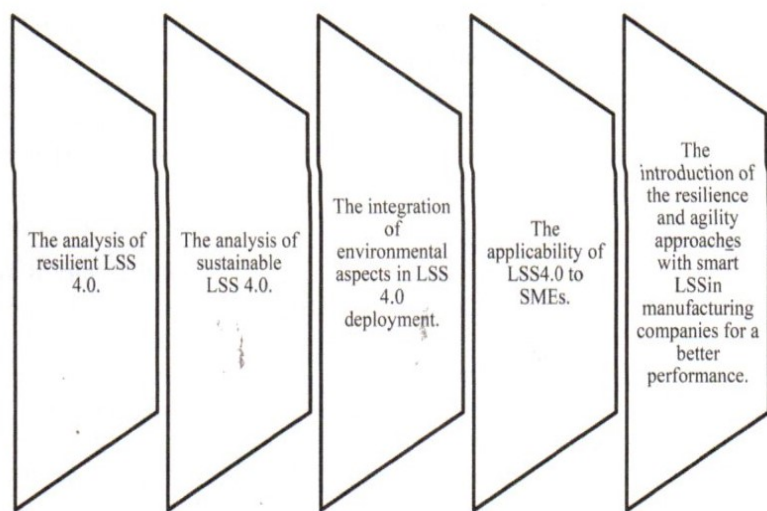 The analysis of
resilient LSS
4.0.
The analysis of
sustainable
LSS 4.0.
The integration
of
environmental
aspects in LSS
4.0
deployment.
The
applicability of
LSS4.0 to
SMEs.
The
introduction of
the resilience
and agility
approaches
with smart
LSSin
manufacturing
companies for a
better
performance.